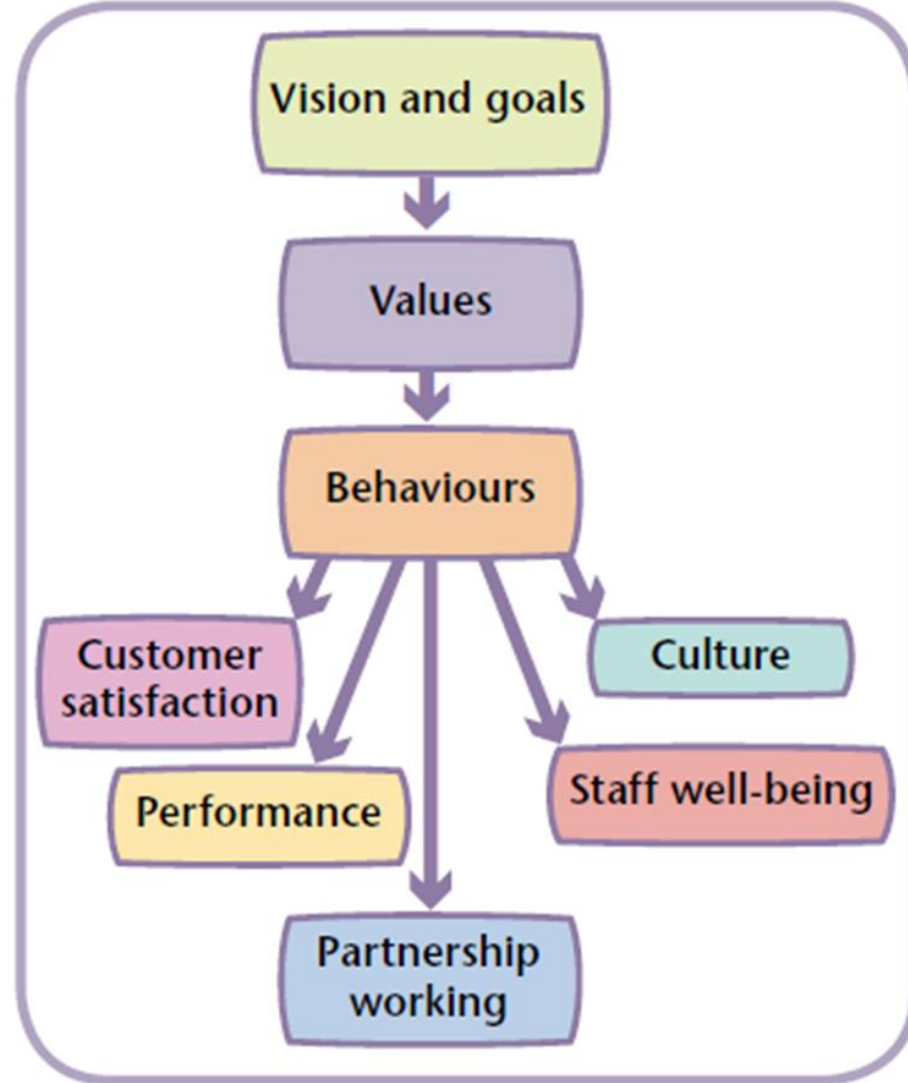 Vision and goals
Values
Behaviours
Customer
satisfaction
Culture
Performance
Staff well-being
Partnership
working